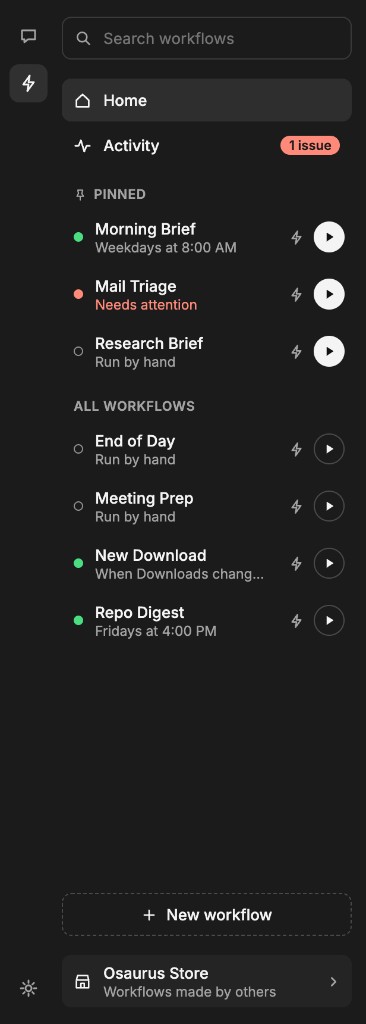 Search workflows
Home
Activity
1 issue
PINNED
Morning Brief
Weekdays at 8:00 AM
Mail Triage
Needs attention
Research Brief
Run by hand
ALL WORKFLOWS
End of Day
Run by hand
Meeting Prep
Run by hand
New Download
When Downloads chang...
Repo Digest
Fridays at 4:00 PM
+ New workflow
Osaurus Store
Workflows made by others